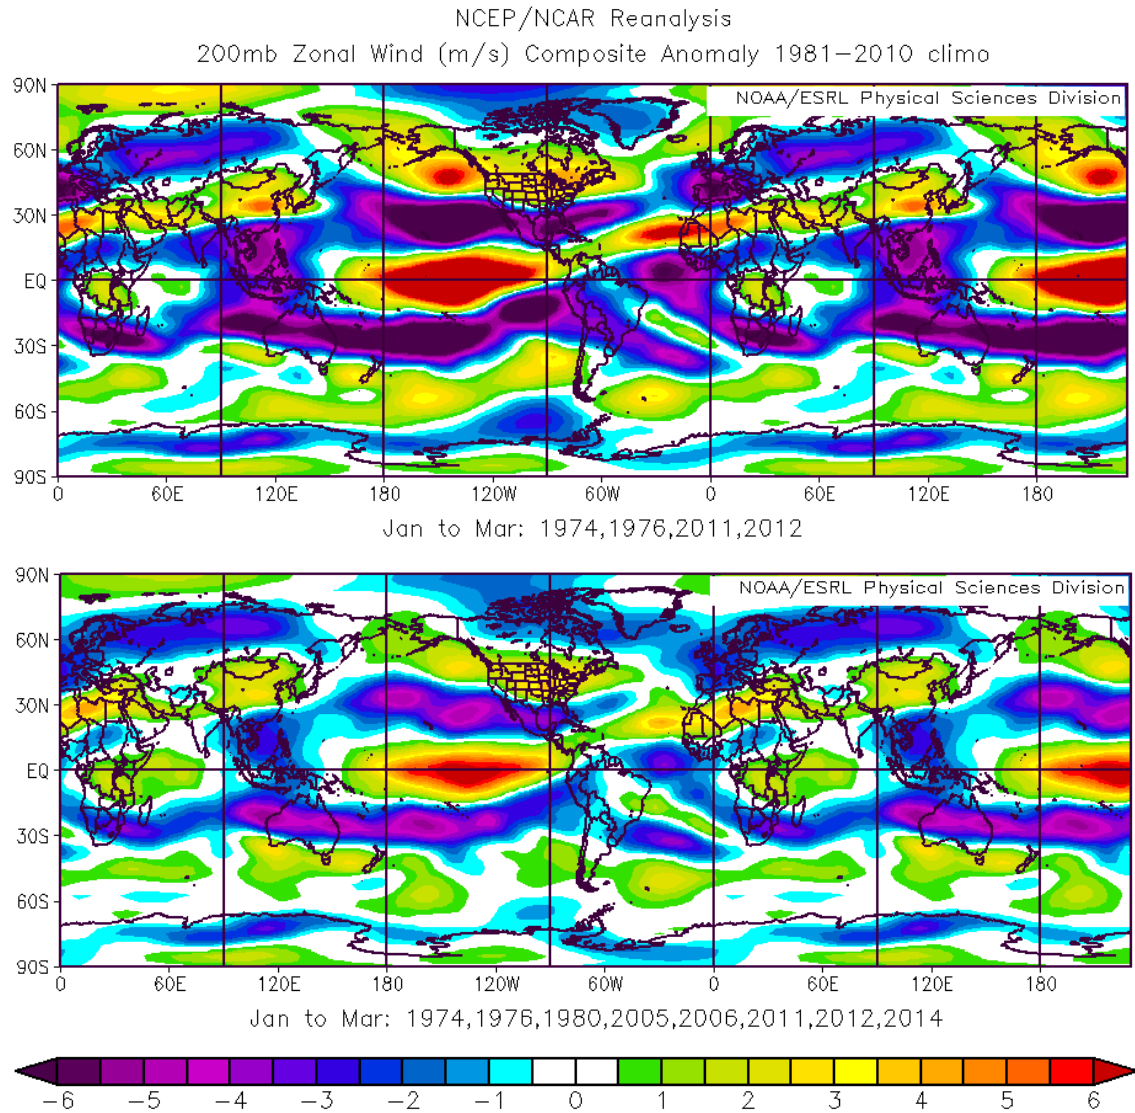 NCEP/NCAR Reanalysis
200mb Zonal Wind (m/s) Composite Anomaly 1981−2010 climo
90N
NOAA/ESRL Physical Sciences Division
60N
30N
EQ
30S
60S
90S
0 60E 120E 180 120W 60W 0 60E 120E 180
Jan to Mar: 1974,1976,2011,2012
90N
NOAA/ESRL Physical Sciences Division
60N
30N
EQ
30S
60S
90S
0 60E 120E 180 120W 60W 0 60E 120E 180
Jan to Mar: 1974,1976,1980,2005,2006,2011,2012,2014
−6 −5 −4 −3 −2 −1 0 1 2 3 4 5 6